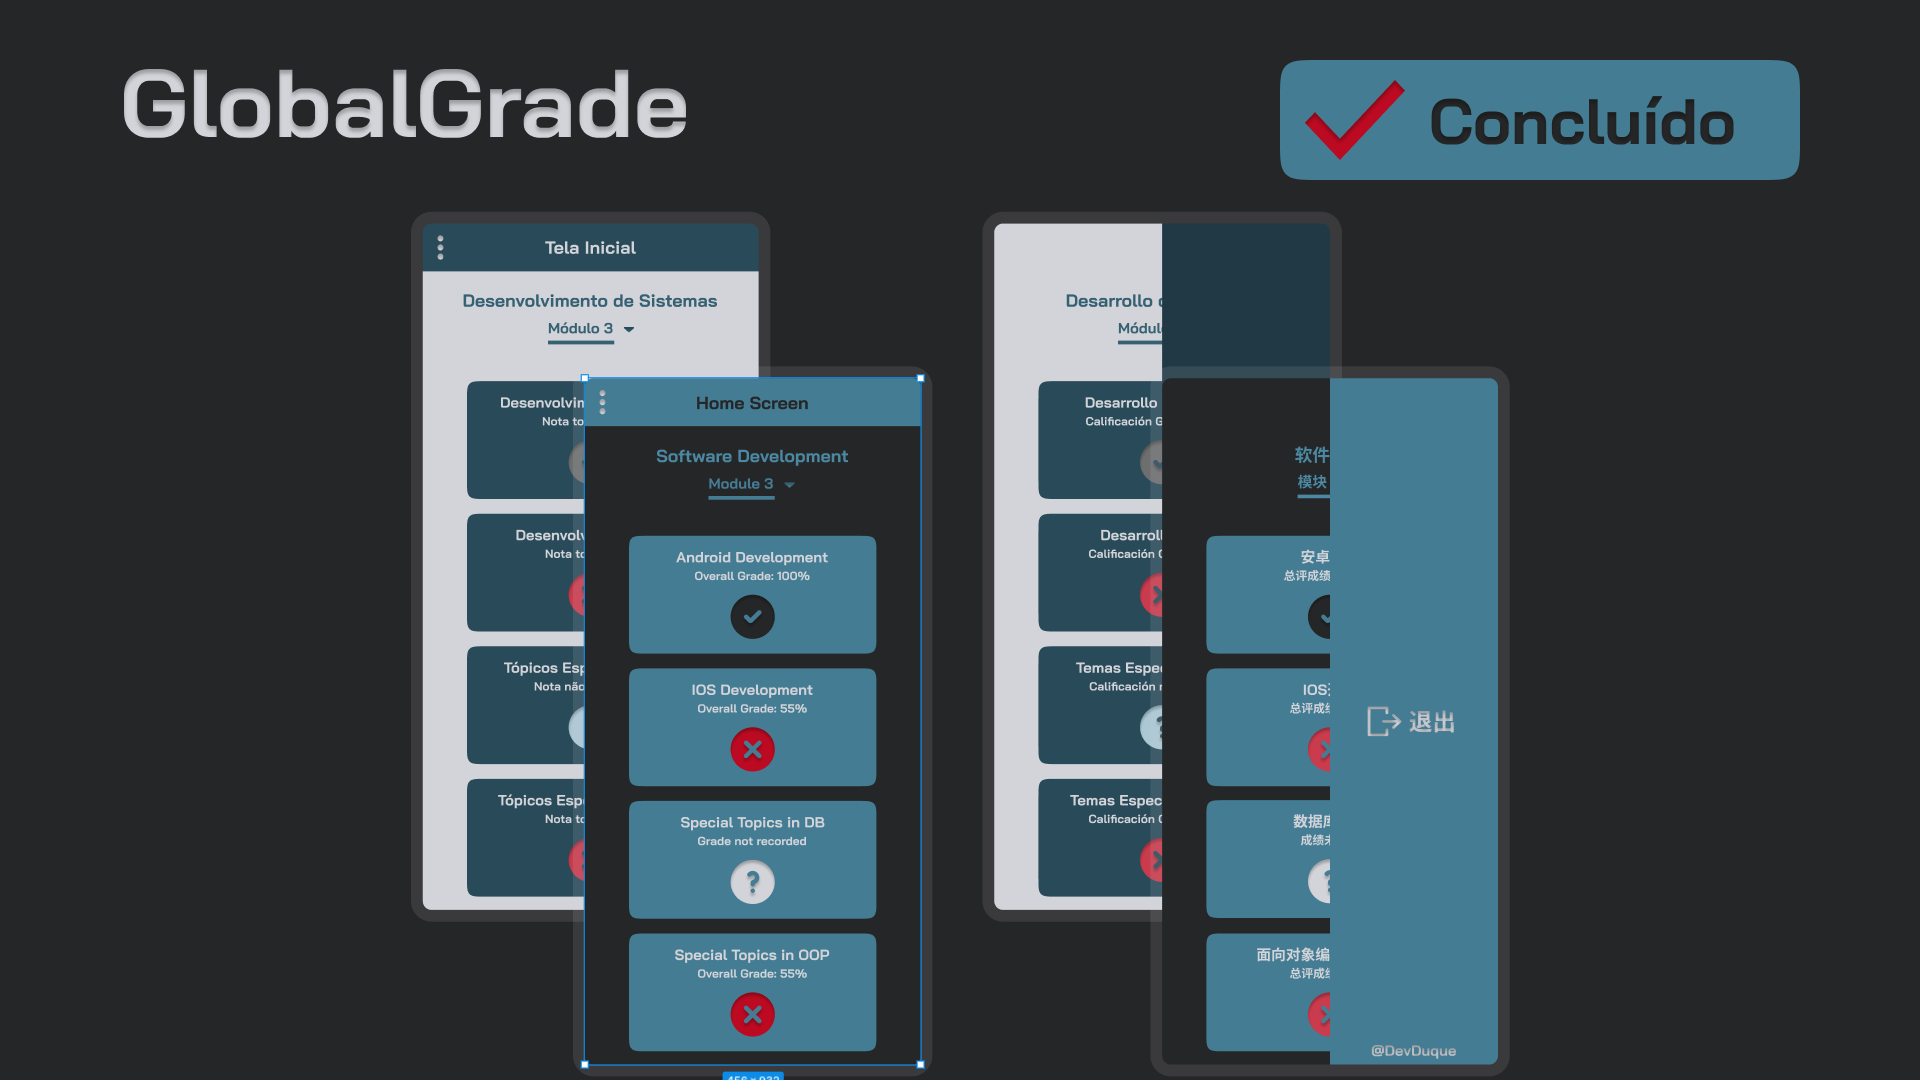 GlobalGrade
Concluído
Tela Inicial
Desenvolvimento de Sistemas
Módulo 3
Desenvolvim
Nota to
Desenvolv
Nota to
Tópicos Esp
Nota não
Tópicos Esp
Nota to
Home Screen
Software Development
Module 3
Android Development
Overall Grade: 100%
IOS Development
Overall Grade: 55%
Special Topics in DB
Grade not recorded
Special Topics in OOP
Overall Grade: 55%
Desarrollo
Módul
Desarrollo
Calificación G
Desarroll
Calificación
Temas Espe
Calificación
Temas Espec
Calificación
软件
模块
安卓
总评成绩
IOS
总评成
数据库
成绩
面向对象编
总评成
退出
@DevDuque